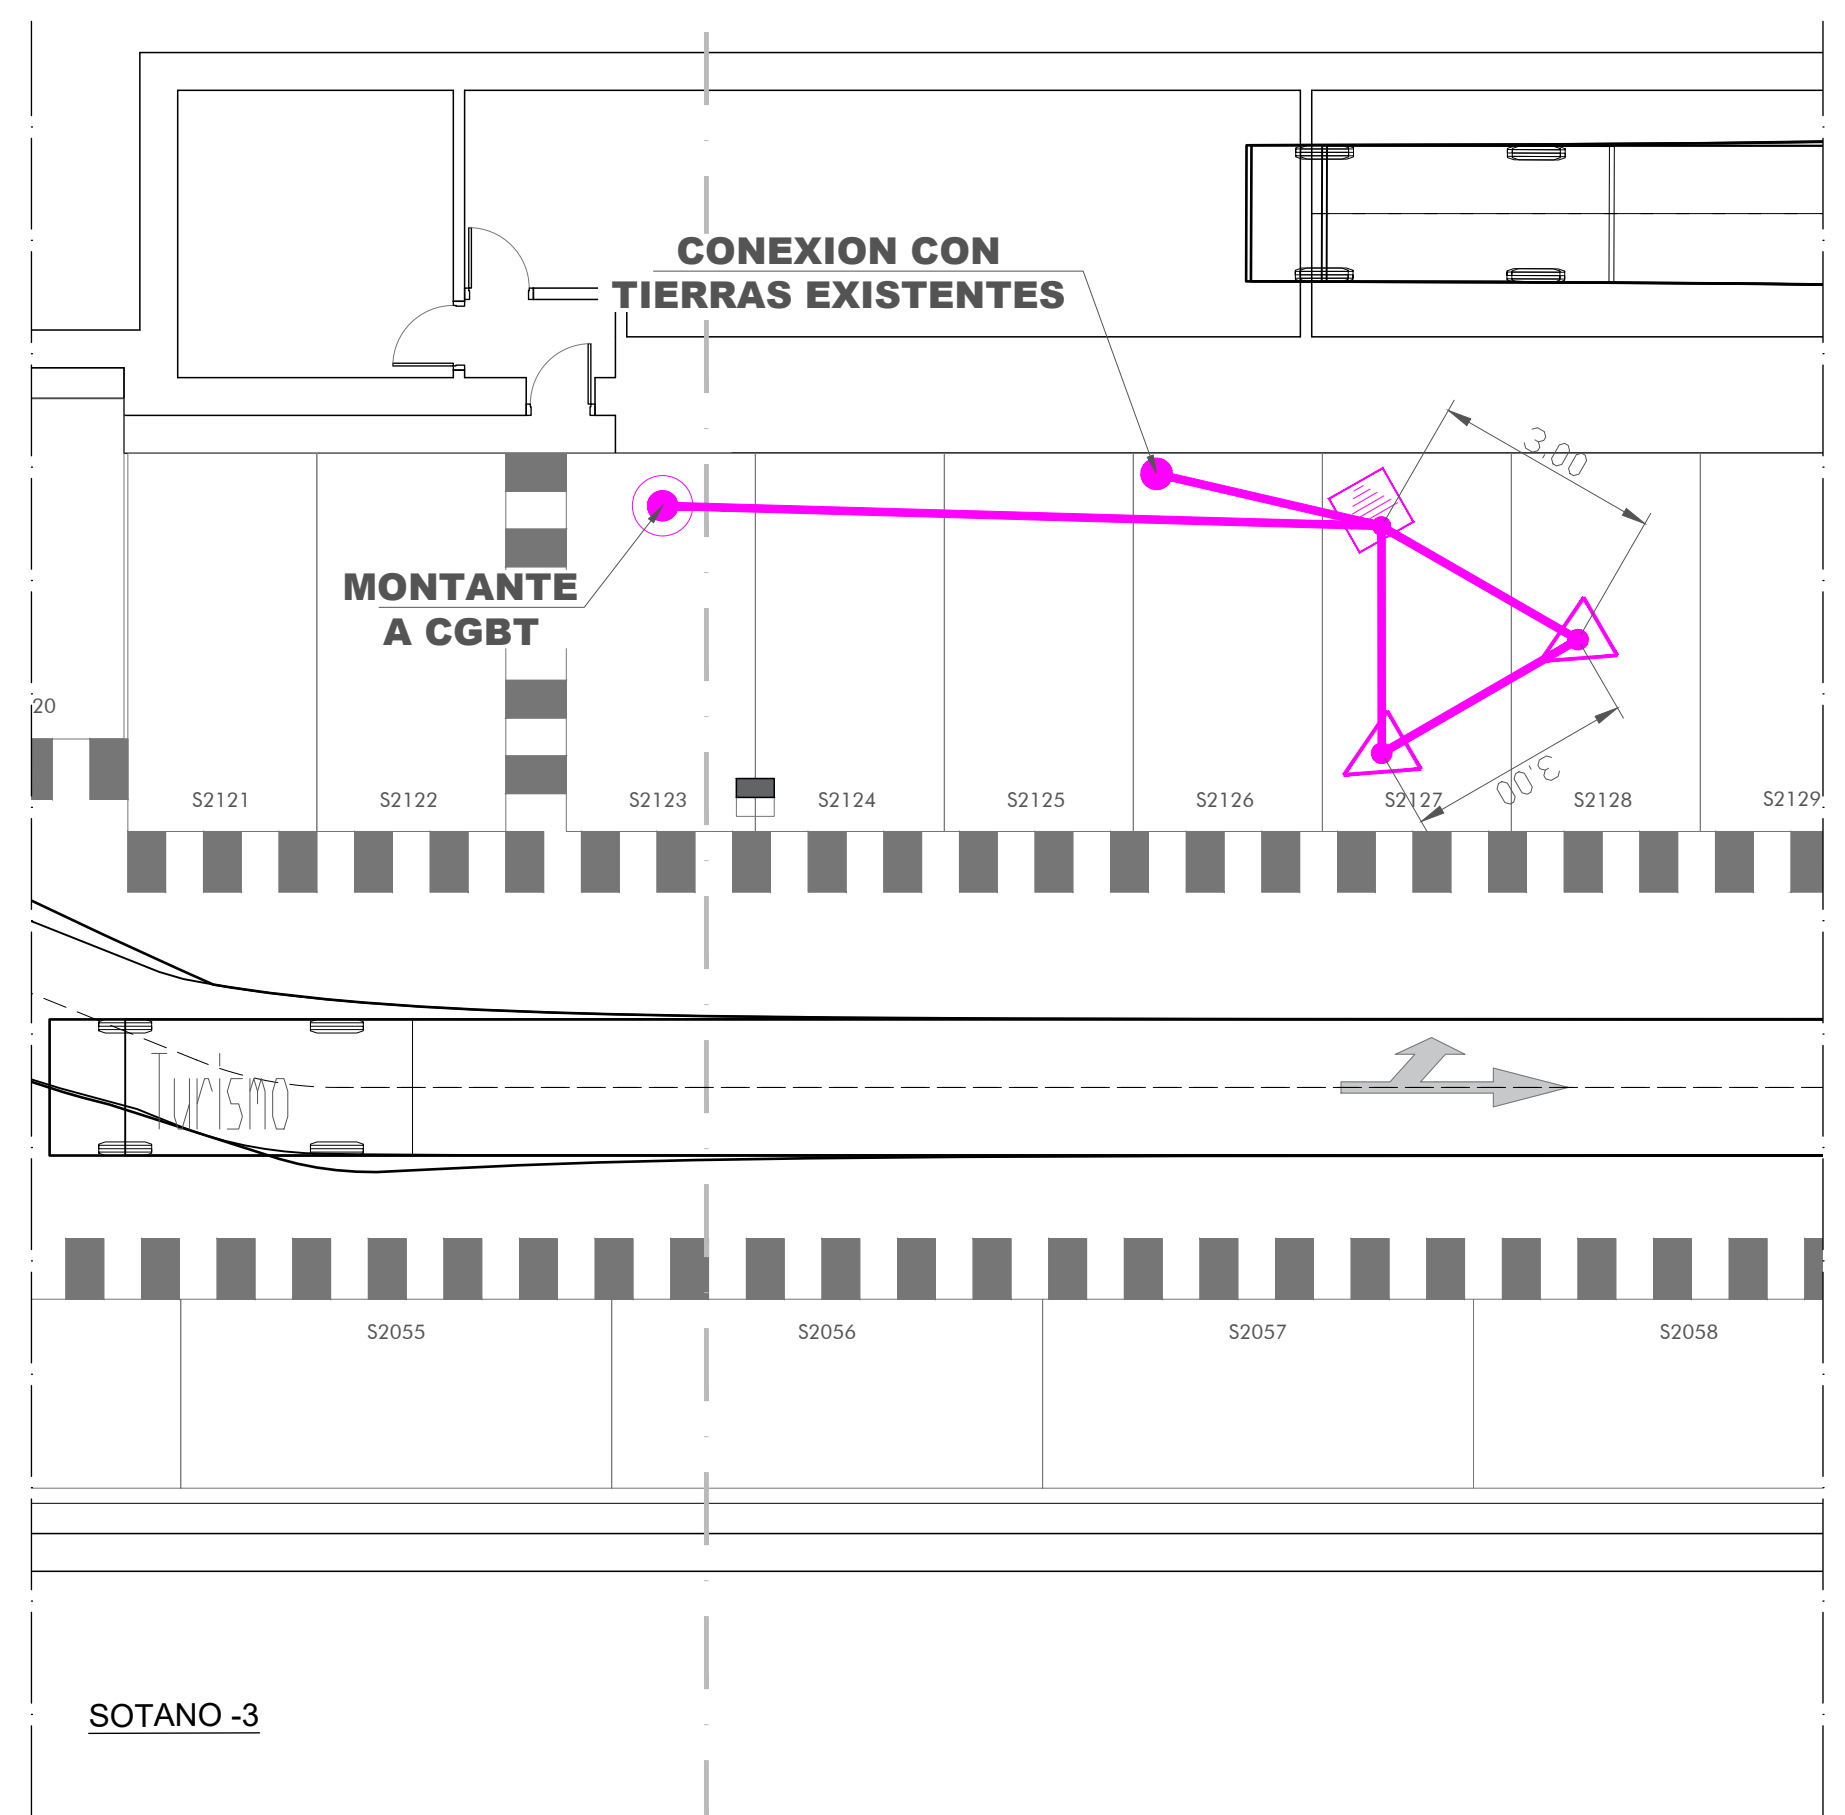 CONEXION CON
TIERRAS EXISTENTES
3,00
MONTANTE
A CGBT
20
3,00
S2121
S2122
S2123
S2124
S2125
S2126
S2127
S2128
S2129
Turismo
S2055
S2056
S2057
S2058
SOTANO -3